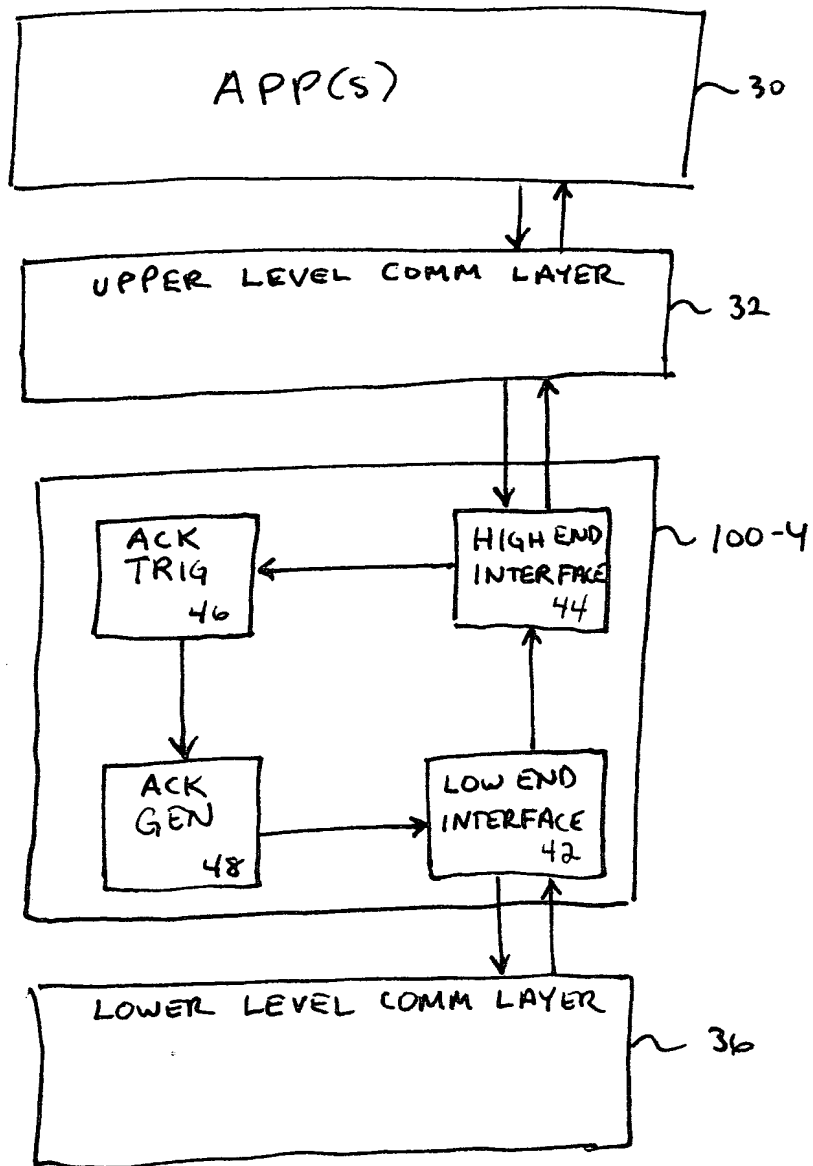 APP(S)
30
UPPER LEVEL COMM LAYER
32
100-4
ACK
TRIG
46
HIGH END
INTERFACE
44
ACK
GEN
48
LOW END
INTERFACE
42
LOWER LEVEL COMM LAYER
36